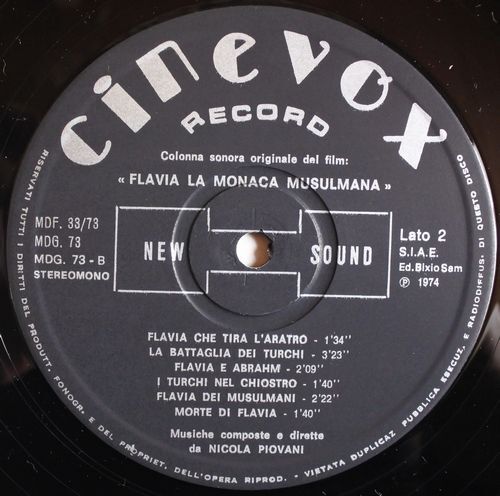 cinevox
RECORD
Colonna sonora originale del film:
« FLAVIA LA MONACA MUSULMANA »
MDF. 33/73
MDG. 73
MDG. 73 - B
STEREOMONO
NEW SOUND
Lato 2
S.I.A.E.
Ed. Bixio Sam
Ⓟ 1974
FLAVIA CHE TIRA L'ARATRO - 1'34''
LA BATTAGLIA DEI TURCHI - 3'23''
FLAVIA E ABRAHM - 2'09''
I TURCHI NEL CHIOSTRO - 1'40''
FLAVIA DEI MUSULMANI - 2'22''
MORTE DI FLAVIA - 1'40''
Musiche composte e dirette
da NICOLA PIOVANI
RISERVATI TUTTI I DIRITTI DEL PRODUTT. FONOGR. E DEL PROPRIET. DELL'OPERA RIPROD. - VIETATA DUPLICAZ PUBBLICA ESECUZ. E RADIODIFFUS. DI QUESTO DISCO